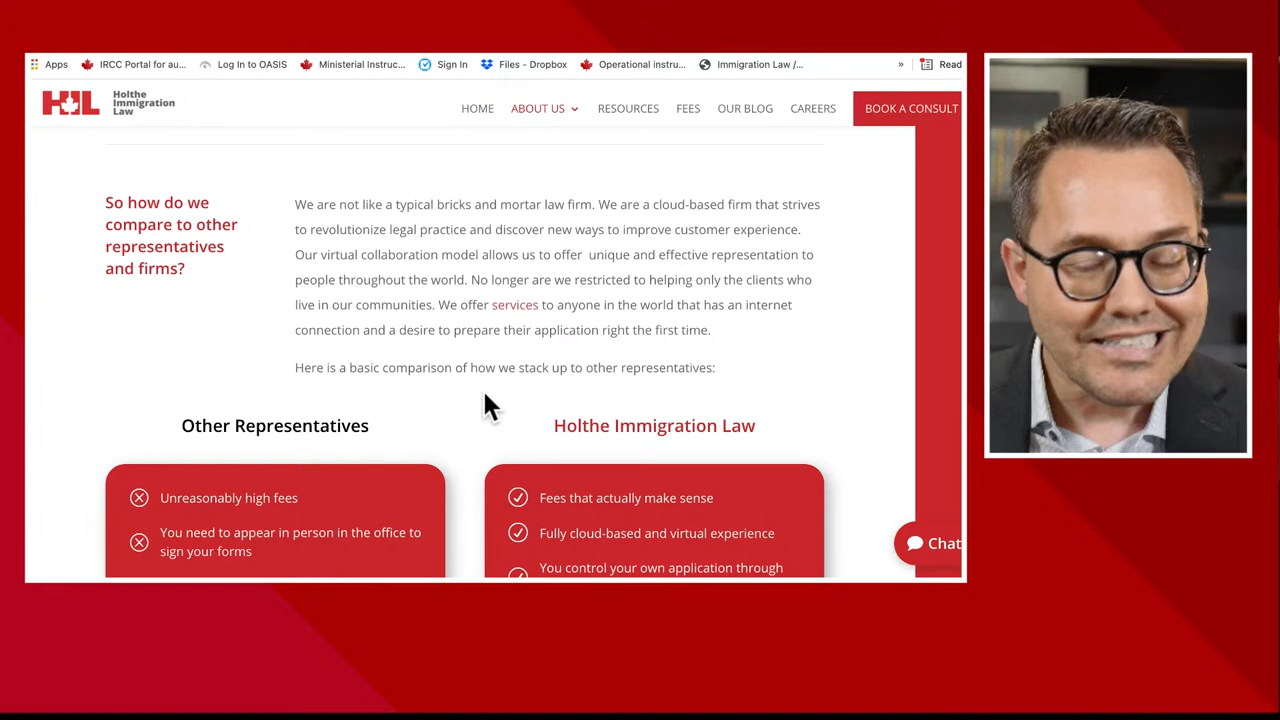 Apps
IRCC Portal for au...
Log In to OASIS
Ministerial Instruc...
Sign In
Files - Dropbox
Operational instru...
Immigration Law /...
»
Read
HIL
Holthe
Immigration
Law
HOME
ABOUT US
RESOURCES
FEES
OUR BLOG
CAREERS
BOOK A CONSULT
So how do we
compare to other
representatives
and firms?
We are not like a typical bricks and mortar law firm. We are a cloud-based firm that strives
to revolutionize legal practice and discover new ways to improve customer experience.
Our virtual collaboration model allows us to offer unique and effective representation to
people throughout the world. No longer are we restricted to helping only the clients who
live in our communities. We offer services to anyone in the world that has an internet
connection and a desire to prepare their application right the first time.
Here is a basic comparison of how we stack up to other representatives:
Other Representatives
Unreasonably high fees
You need to appear in person in the office to
sign your forms
Holthe Immigration Law
Fees that actually make sense
Fully cloud-based and virtual experience
You control your own application through
Chat